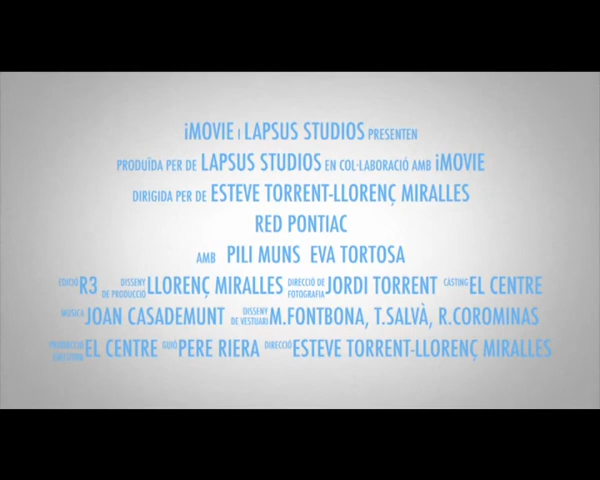 iMOVIE I LAPSUS STUDIOS PRESENTEN
PRODUÏDA PER DE LAPSUS STUDIOS EN COL·LABORACIÓ AMB iMOVIE
DIRIGIDA PER DE ESTEVE TORRENT-LLORENÇ MIRALLES
RED PONTIAC
AMB PILI MUNS EVA TORTOSA
EDICIÓ R3 DISSENY DE PRODUCCIÓ LLORENÇ MIRALLES DIRECCIÓ DE FOTOGRAFIA JORDI TORRENT CÀSTING EL CENTRE
MÚSICA JOAN CASADEMUNT DISSENY DE VESTUARI M.FONTBONA, T.SALVÀ, R.COROMINAS
PRODUCCIÓ EXECUTIVA EL CENTRE GUIÓ PERE RIERA DIRECCIÓ ESTEVE TORRENT-LLORENÇ MIRALLES